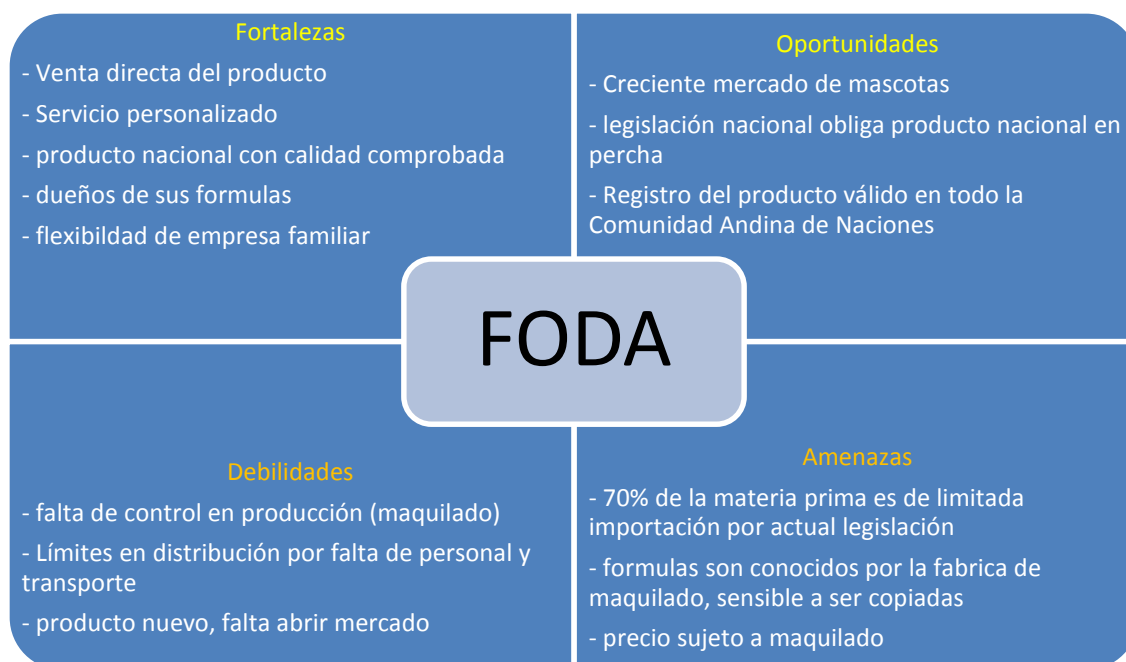 Fortalezas
- Venta directa del producto
- Servicio personalizado
- producto nacional con calidad comprobada
- dueños de sus formulas
- flexibildad de empresa familiar
Oportunidades
- Creciente mercado de mascotas
- legislación nacional obliga producto nacional en
percha
- Registro del producto válido en todo la
Comunidad Andina de Naciones
FODA
Debilidades
- falta de control en producción (maquilado)
- Límites en distribución por falta de personal y
transporte
- producto nuevo, falta abrir mercado
Amenazas
- 70% de la materia prima es de limitada
importación por actual legislación
- formulas son conocidos por la fabrica de
maquilado, sensible a ser copiadas
- precio sujeto a maquilado